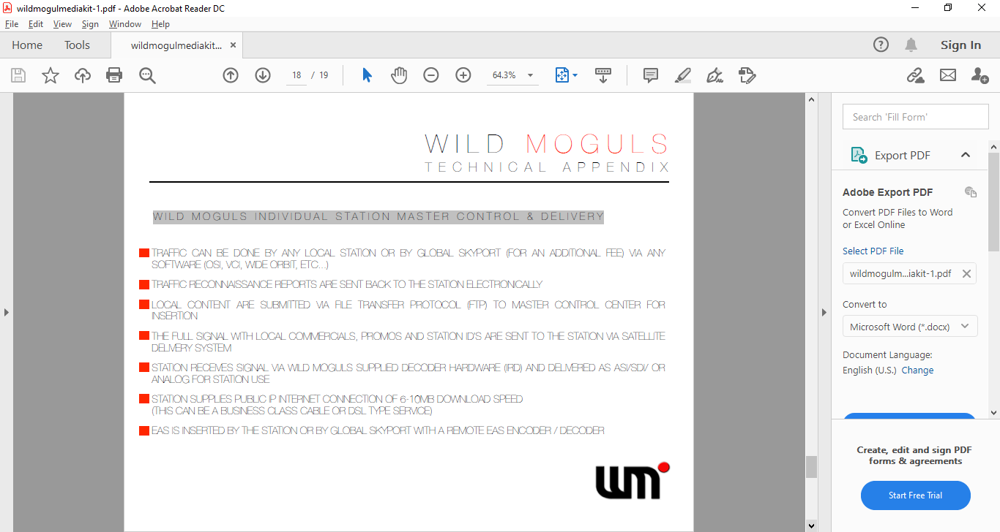 wildmogulmediakit-1.pdf - Adobe Acrobat Reader DC
File Edit View Sign Window Help
Home Tools wildmogulmediakit... × Sign In
18 / 19 64.3%
Search 'Fill Form'
WILD MOGULS
TECHNICAL APPENDIX
WILD MOGULS INDIVIDUAL STATION MASTER CONTROL & DELIVERY
TRAFFIC CAN BE DONE BY ANY LOCAL STATION OR BY GLOBAL SKYPORT (FOR AN ADDITIONAL FEE) VIA ANY
SOFTWARE (OSI, VCI, WIDE ORBIT, ETC...)
TRAFFIC RECONNAISSANCE REPORTS ARE SENT BACK TO THE STATION ELECTRONICALLY
LOCAL CONTENT ARE SUBMITTED VIA FILE TRANSFER PROTOCOL (FTP) TO MASTER CONTROL CENTER FOR
INSERTION
THE FULL SIGNAL WITH LOCAL COMMERCIALS, PROMOS AND STATION ID'S ARE SENT TO THE STATION VIA SATELLITE
DELIVERY SYSTEM
STATION RECEIVES SIGNAL VIA WILD MOGULS SUPPLIED DECODER HARDWARE (IRD) AND DELIVERED AS ASI/SDI/ OR
ANALOG FOR STATION USE
STATION SUPPLIES PUBLIC IP INTERNET CONNECTION OF 6-10MB DOWNLOAD SPEED
(THIS CAN BE A BUSINESS CLASS CABLE OR DSL TYPE SERVICE)
EAS IS INSERTED BY THE STATION OR BY GLOBAL SKYPORT WITH A REMOTE EAS ENCODER / DECODER
wm
Export PDF
Adobe Export PDF
Convert PDF Files to Word
or Excel Online
Select PDF File
wildmogulm...iakit-1.pdf
Convert to
Microsoft Word (*.docx)
Document Language:
English (U.S.) Change
Create, edit and sign PDF
forms & agreements
Start Free Trial